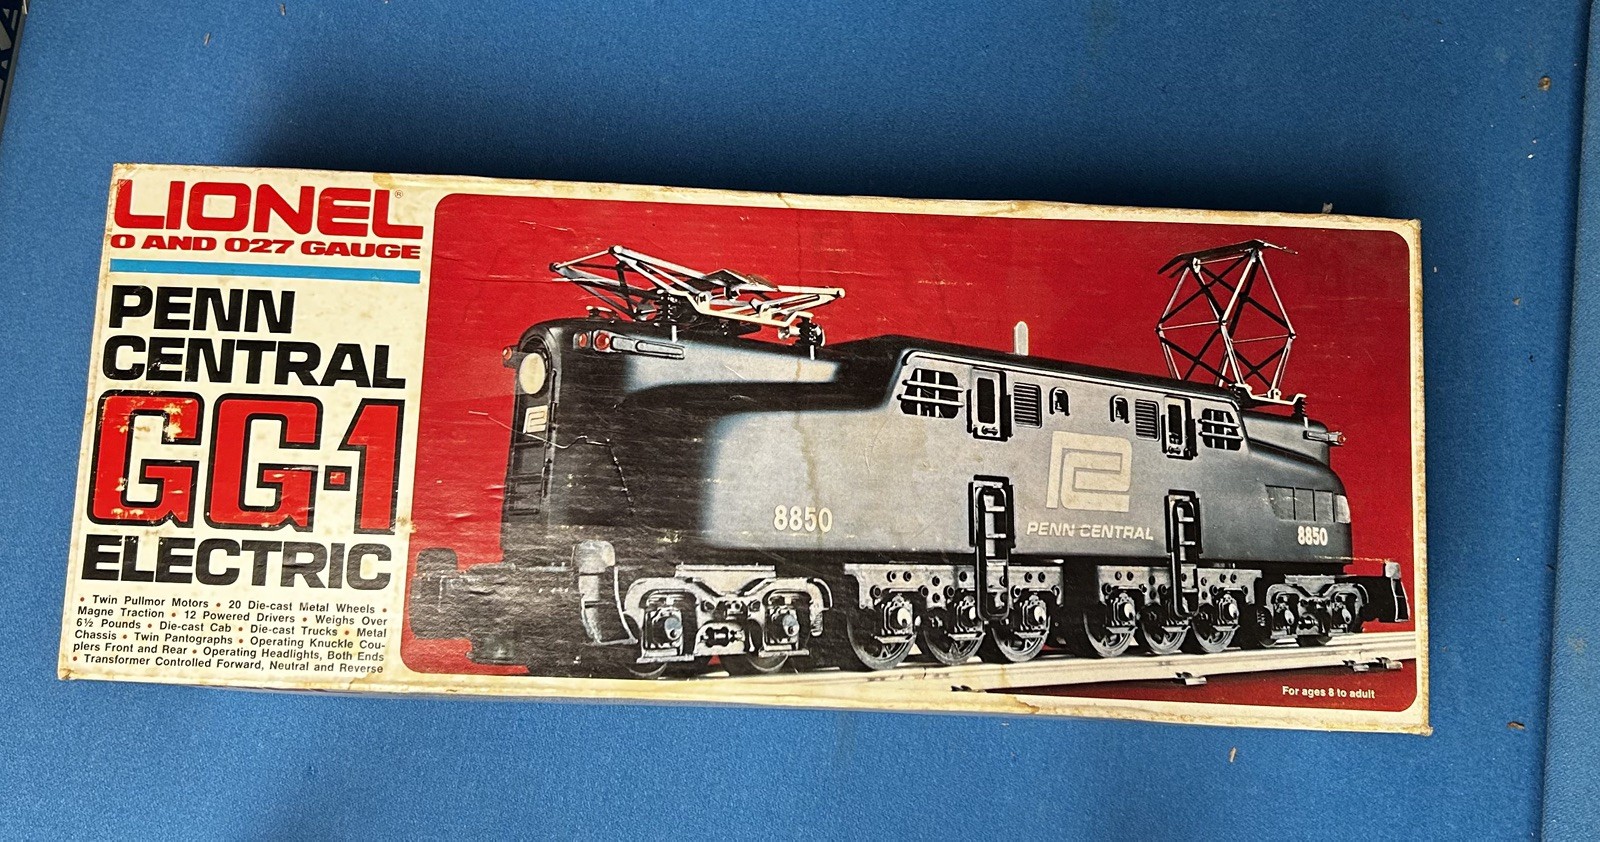 LIONEL®
O AND O27 GAUGE
PENN
CENTRAL
GG-1
ELECTRIC
• Twin Pullmor Motors • 20 Die-cast Metal Wheels •
Magne Traction • 12 Powered Drivers • Weighs Over
6½ Pounds • Die-cast Cab • Die-cast Trucks • Metal
Chassis • Twin Pantographs • Operating Knuckle Cou-
plers Front and Rear • Operating Headlights, Both Ends
• Transformer Controlled Forward, Neutral and Reverse
8850
PENN CENTRAL
8850
For ages 8 to adult